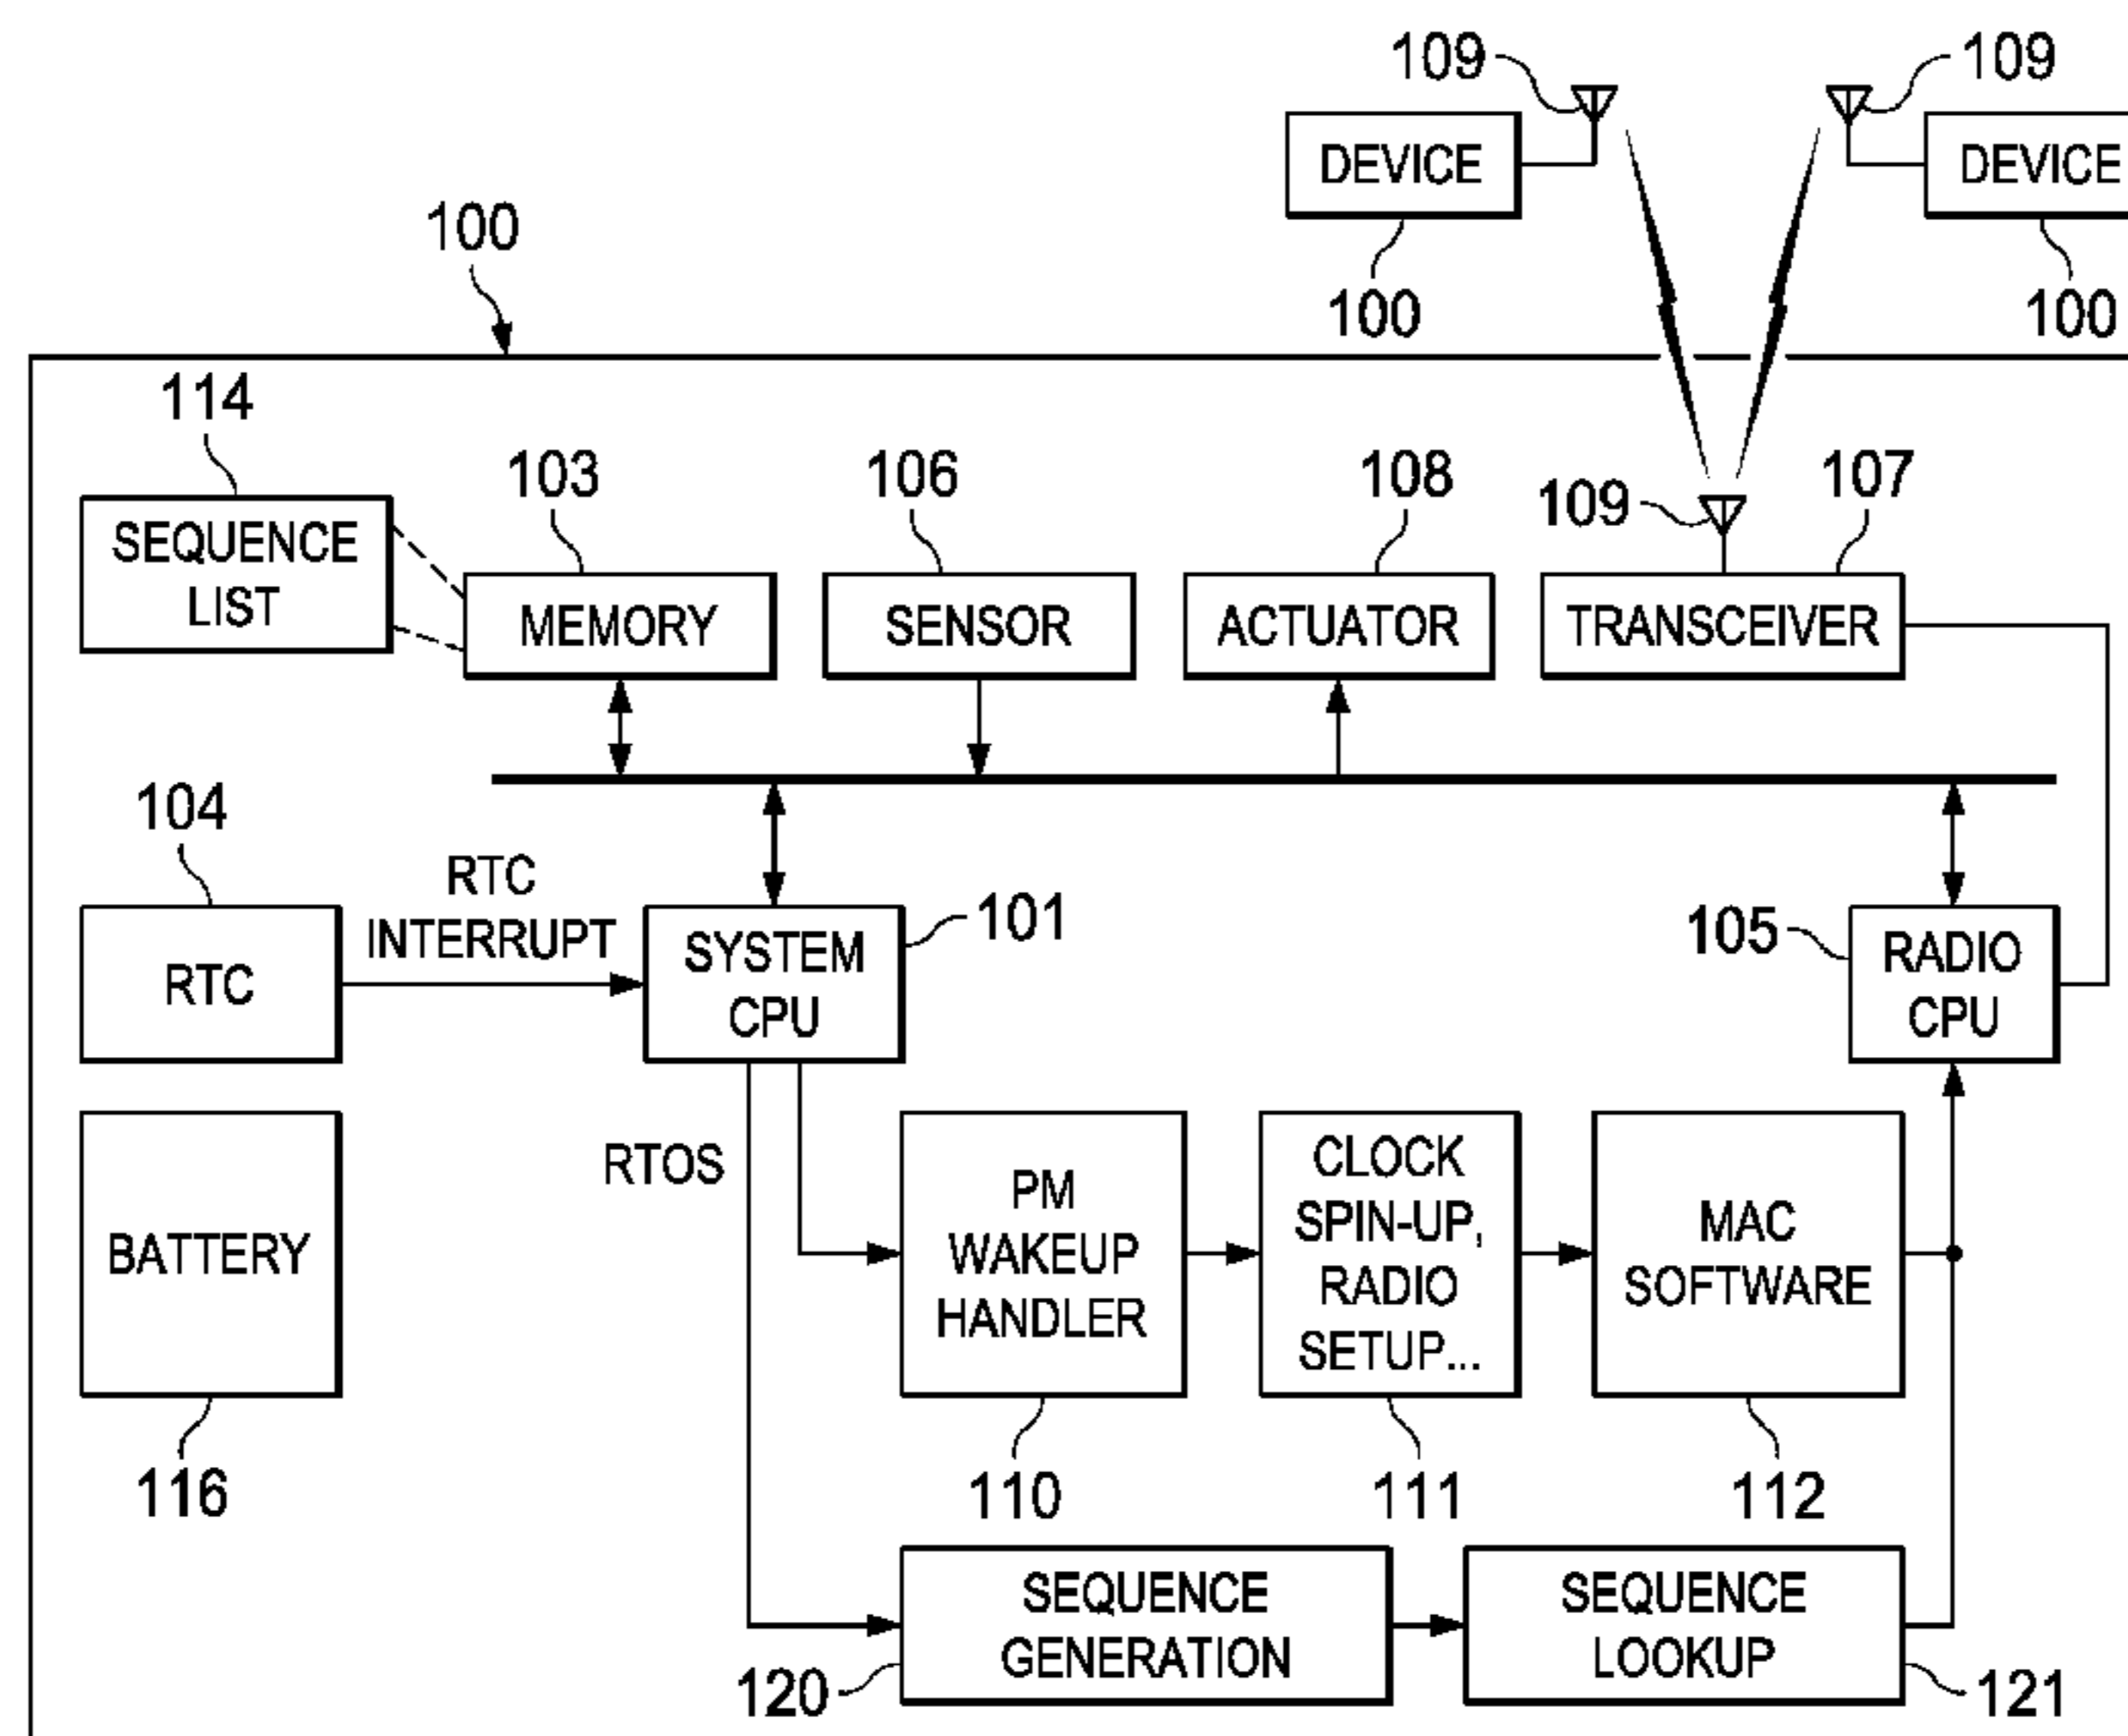 109
109
DEVICE
DEVICE
100
100
100
114
103
106
108
109
107
SEQUENCE
LIST
MEMORY
SENSOR
ACTUATOR
TRANSCEIVER
104
RTC
INTERRUPT
101
105
RTC
SYSTEM
CPU
RADIO
CPU
RTOS
BATTERY
PM
WAKEUP
HANDLER
CLOCK
SPIN-UP,
RADIO
SETUP...
MAC
SOFTWARE
116
110
111
112
SEQUENCE
GENERATION
SEQUENCE
LOOKUP
120
121